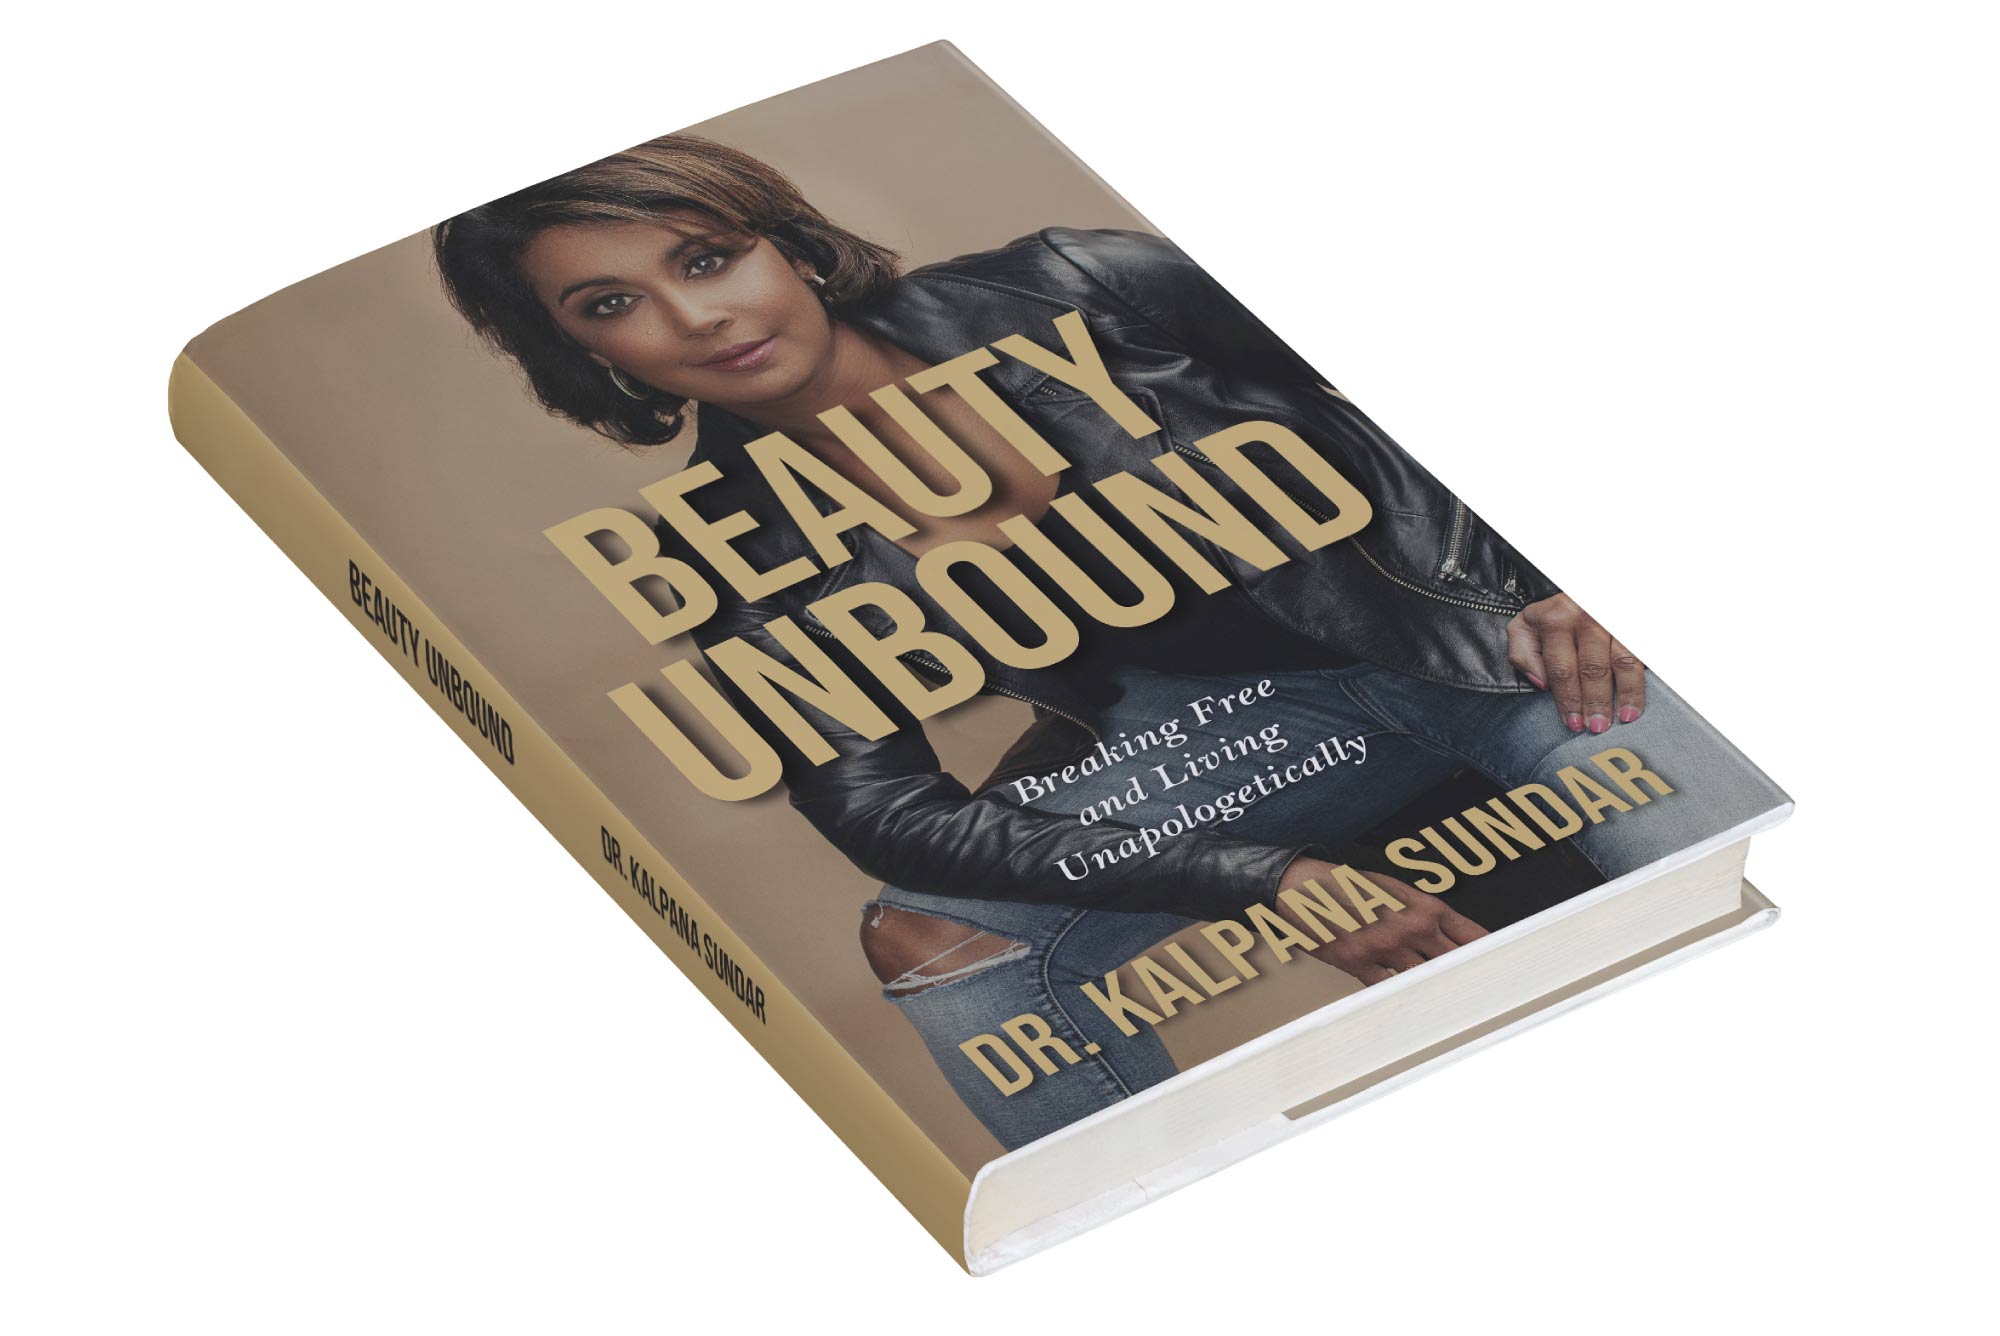 BEAUTY
UNBOUND
Breaking Free
and Living
Unapologetically
DR. KALPANA SUNDAR
BEAUTY UNBOUND
DR. KALPANA SUNDAR